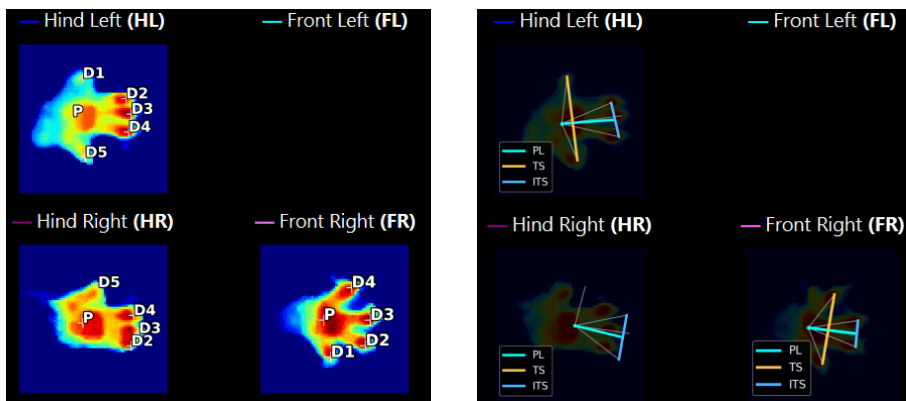 Hind Left (HL)
Front Left (FL)
D1
D2
D3
P
D4
D5
Hind Right (HR)
Front Right (FR)
D5
D4
P
D3
D2
D4
P
D3
D2
D1
Hind Left (HL)
Front Left (FL)
PL
TS
ITS
Hind Right (HR)
Front Right (FR)
PL
TS
ITS
PL
TS
ITS